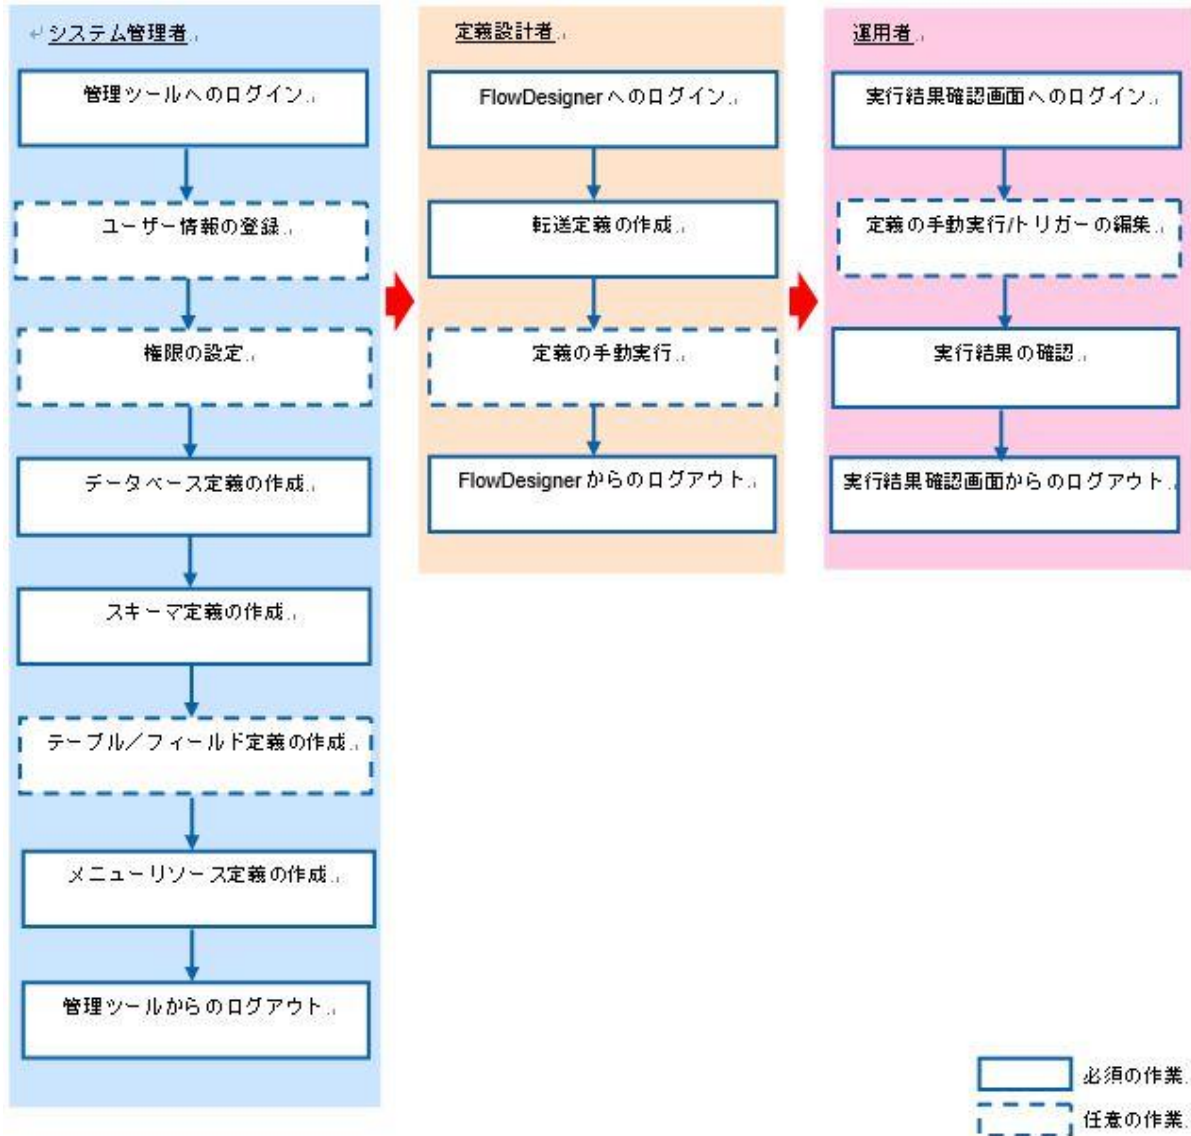 システム管理者
管理ツールへのログイン
ユーザー情報の登録
権限の設定
データベース定義の作成
スキーマ定義の作成
テーブル／フィールド定義の作成
メニューリソース定義の作成
管理ツールからのログアウト
定義設計者
FlowDesignerへのログイン
転送定義の作成
定義の手動実行
FlowDesignerからのログアウト
運用者
実行結果確認画面へのログイン
定義の手動実行/トリガーの編集
実行結果の確認
実行結果確認画面からのログアウト
必須の作業
任意の作業